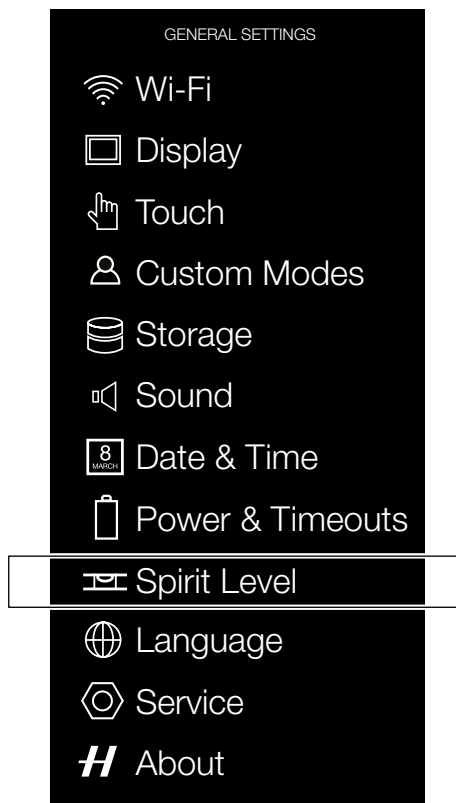 GENERAL SETTINGS
Wi-Fi
Display
Touch
Custom Modes
Storage
Sound
8
MARCH
Date & Time
Power & Timeouts
Spirit Level
Language
Service
H About